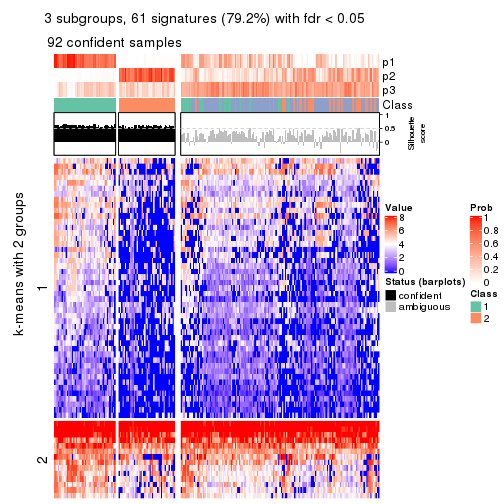 3 subgroups, 61 signatures (79.2%) with fdr < 0.05
92 confident samples
p1
p2
p3
Class
1
0.5
0
Silhouette
score
k-means with 2 groups
1
2
Value
8
6
4
2
0
Status (barplots)
confident
ambiguous
Prob
1
0.8
0.6
0.4
0.2
0
Class
1
2